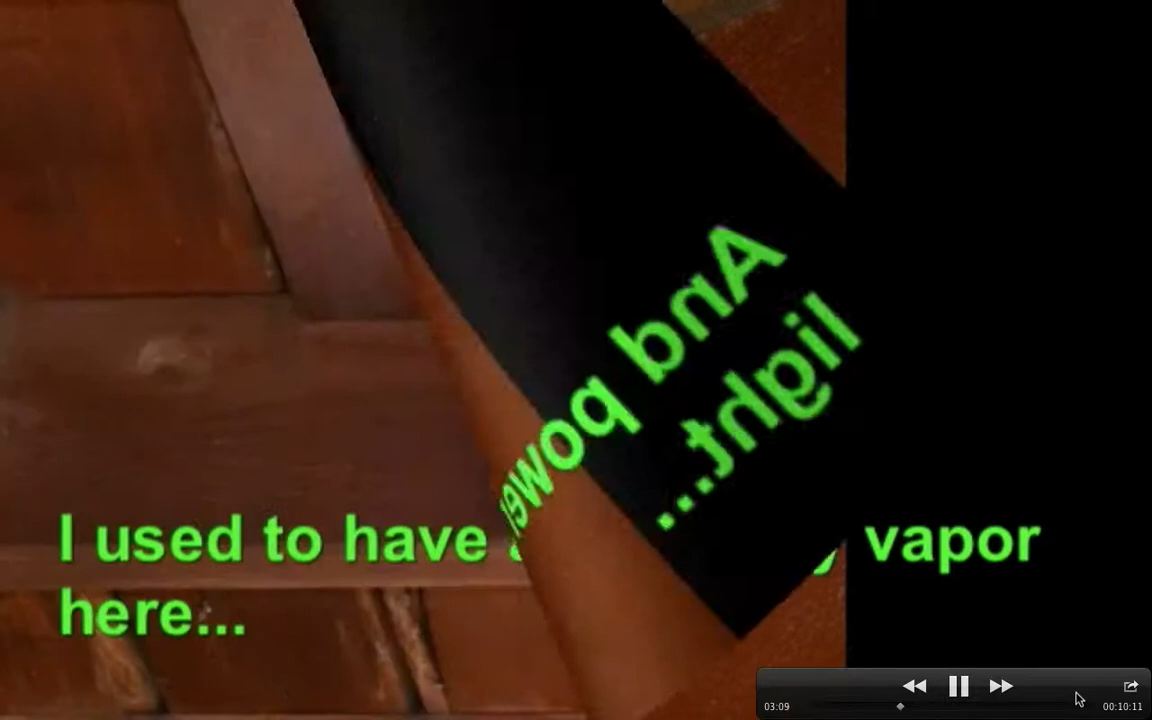 And power
light...
I used to have vapor
here...
03:09
00:10:11